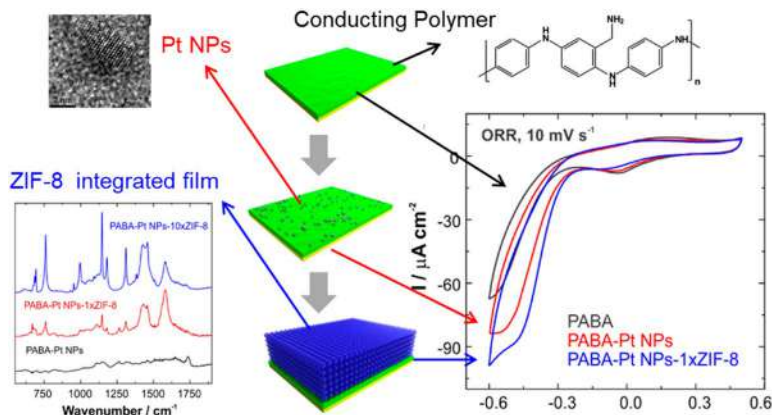 Pt NPs
Conducting Polymer
NH₂
H
N
NH
N
H
n
ZIF-8 integrated film
PABA-Pt NPs-10xZIF-8
PABA-Pt NPs-1xZIF-8
PABA-Pt NPs
750 1000 1250 1500 1750
Wavenumber / cm⁻¹
ORR, 10 mV s⁻¹
0
-30
-60
-90
I / μA cm⁻²
PABA
PABA-Pt NPs
PABA-Pt NPs-1xZIF-8
-0.6 -0.3 0.0 0.3 0.6